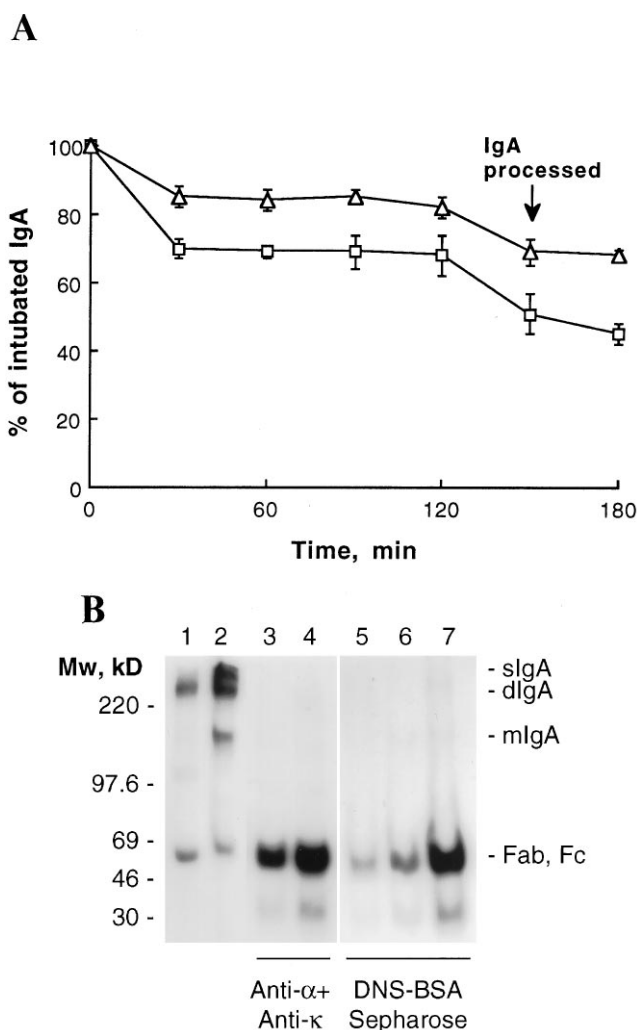 A
IgA
processed
100
80
60
40
20
0
% of intubated IgA
0 60 120 180
Time, min
B
1 2 3 4 5 6 7
Mw, kD
220 -
97.6 -
69 -
46 -
30 -
- sIgA
- dIgA
- mIgA
- Fab, Fc
Anti-α+
Anti-κ
DNS-BSA
Sepharose